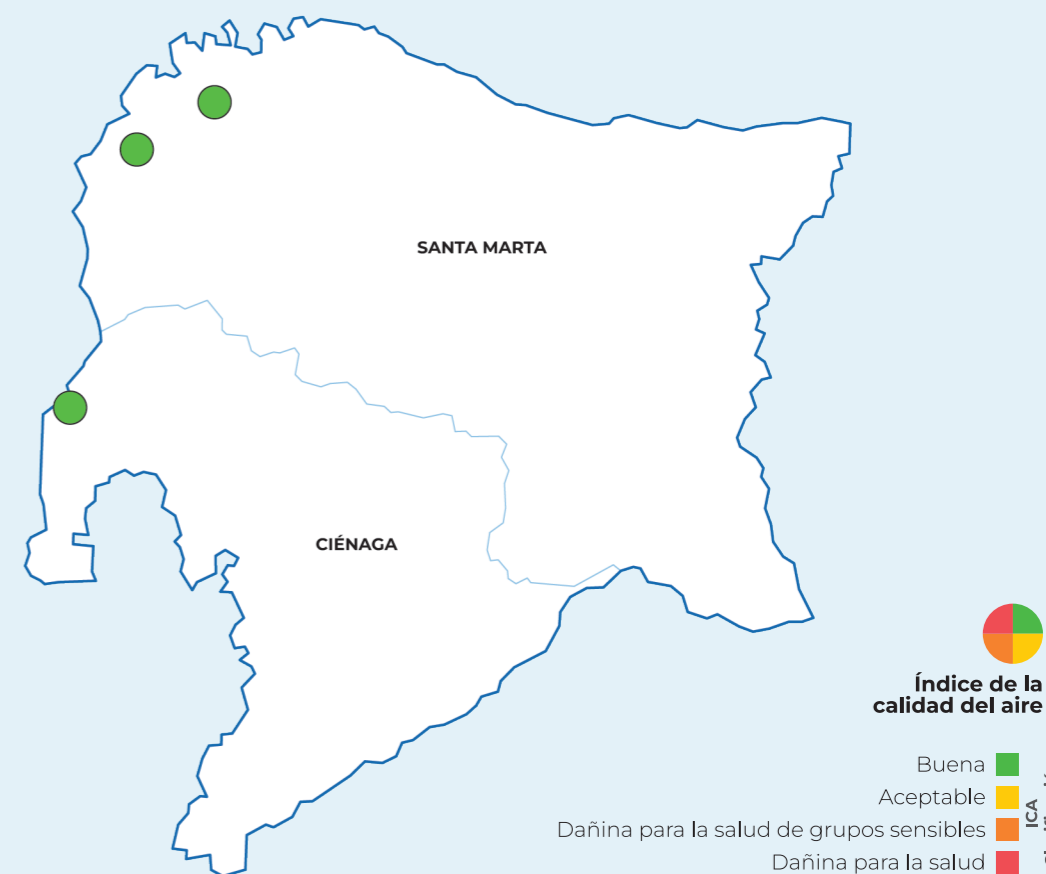 SANTA MARTA
CIÉNAGA
Índice de la
calidad del aire
Buena
Aceptable
Dañina para la salud de grupos sensibles
Dañina para la salud
ICA